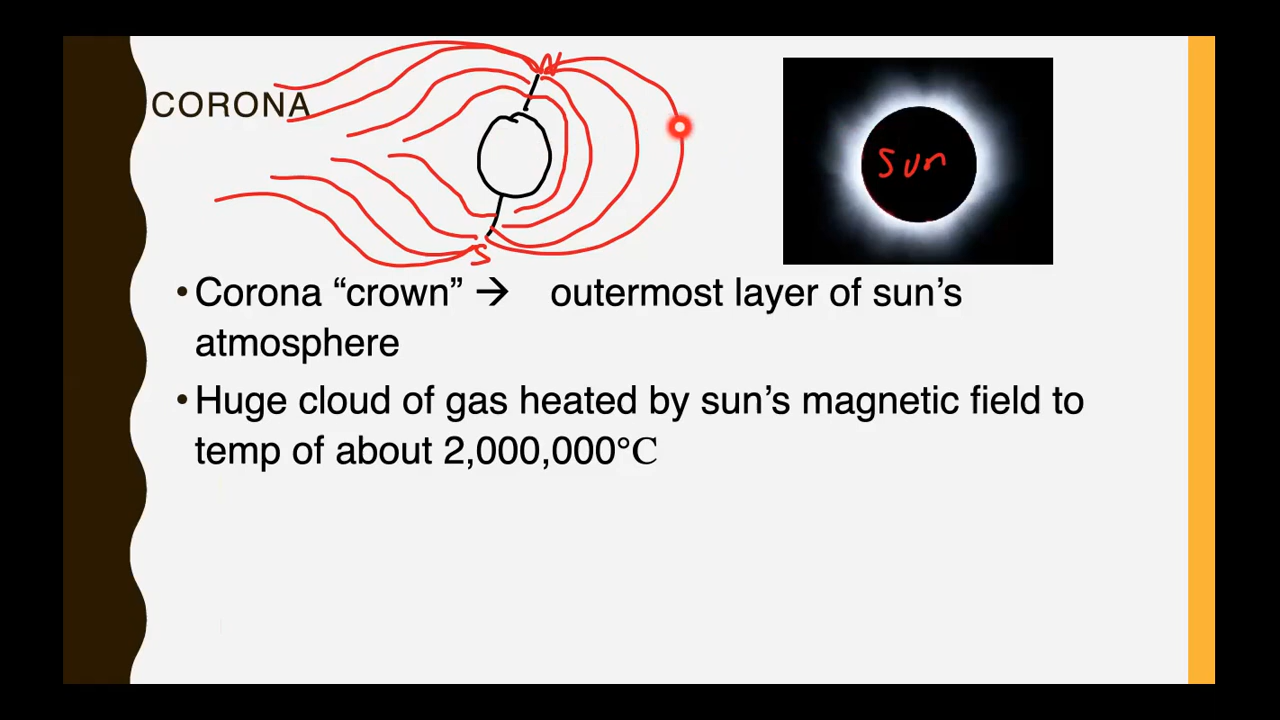 N
CORONA
Sun
S
• Corona “crown” → outermost layer of sun’s
atmosphere
• Huge cloud of gas heated by sun’s magnetic field to
temp of about 2,000,000°C